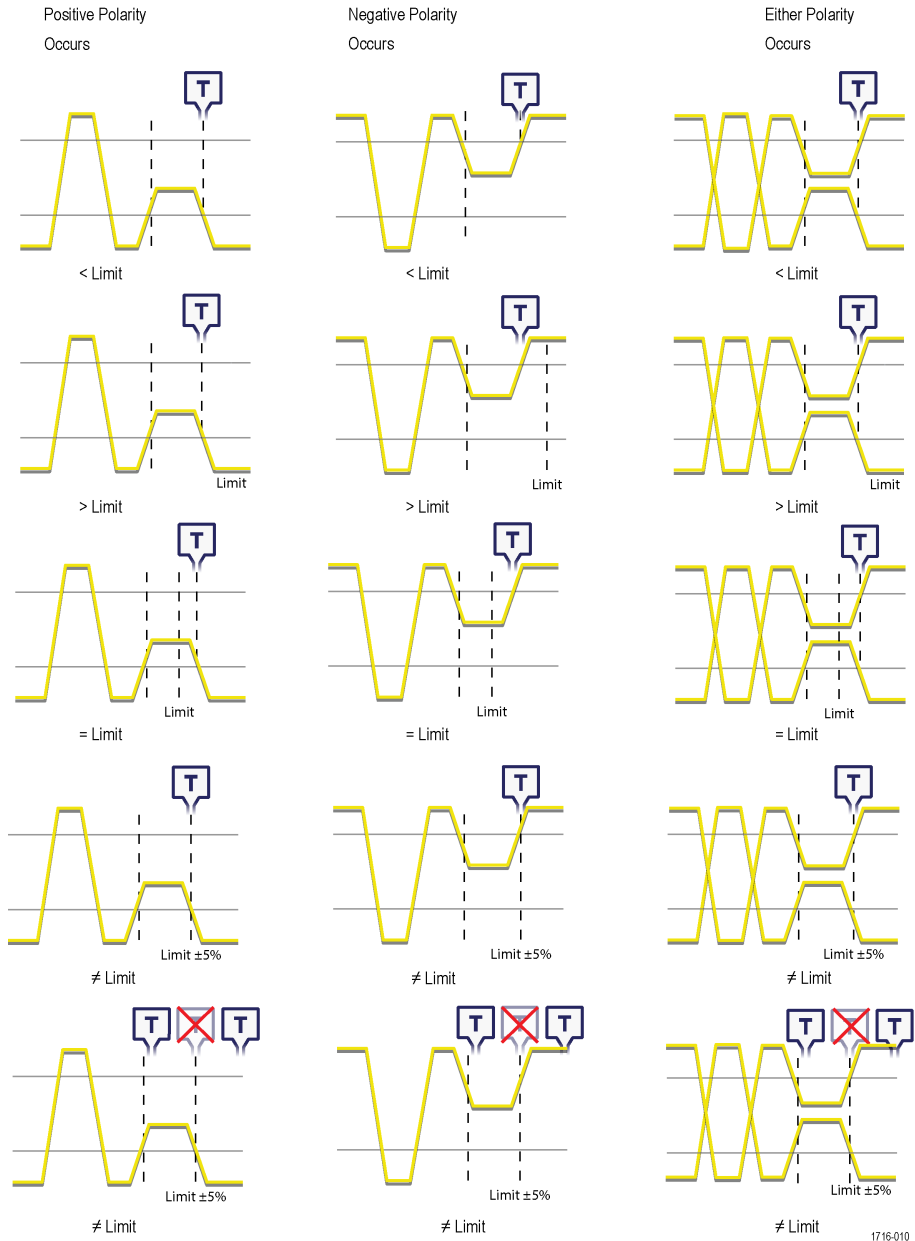 Positive Polarity
Negative Polarity
Either Polarity
Occurs
Occurs
Occurs
T
T
T
< Limit
< Limit
< Limit
T
T
T
Limit
Limit
Limit
> Limit
> Limit
> Limit
T
T
T
Limit
Limit
Limit
= Limit
= Limit
= Limit
T
T
T
Limit ±5%
Limit ±5%
Limit ±5%
≠ Limit
≠ Limit
≠ Limit
T
T
T
T
T
T
T
T
T
Limit ±5%
Limit ±5%
Limit ±5%
≠ Limit
≠ Limit
≠ Limit
1716-010